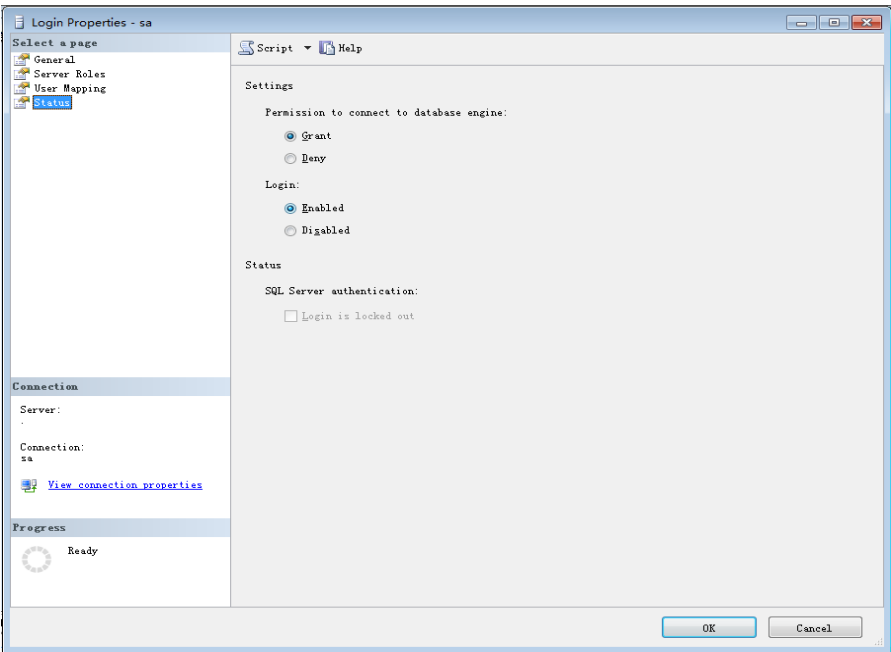 Login Properties - sa
Select a page
General
Server Roles
User Mapping
Status
Script
Help
Settings
Permission to connect to database engine:
Grant
Deny
Login:
Enabled
Disabled
Status
SQL Server authentication:
Login is locked out
Connection
Server:
.
Connection:
sa
View connection properties
Progress
Ready
OK
Cancel